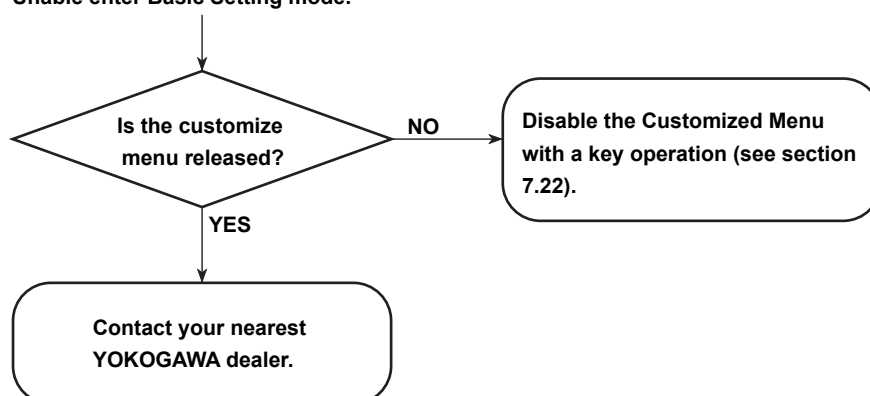 Unable enter Basic Setting mode.
Is the customize
menu released?
NO
Disable the Customized Menu
with a key operation (see section
7.22).
YES
Contact your nearest
YOKOGAWA dealer.